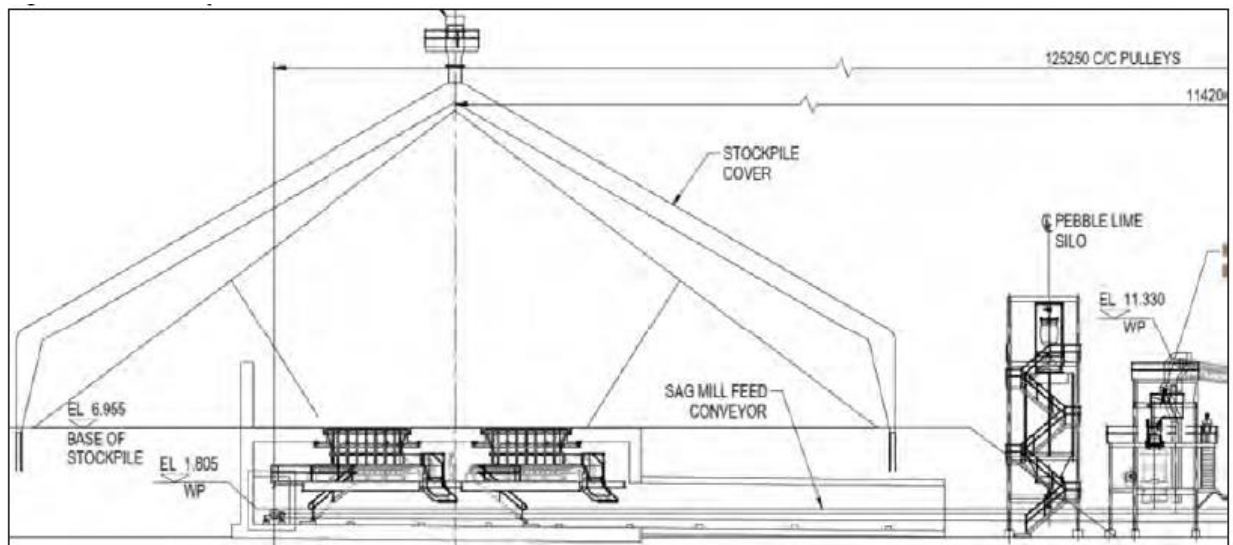 125250 C/C PULLEYS
11420
STOCKPILE
COVER
℄ PEBBLE LIME
SILO
EL 11.330
WP
SAG MILL FEED
CONVEYOR
EL 6.955
BASE OF
STOCKPILE
EL 1.805
WP